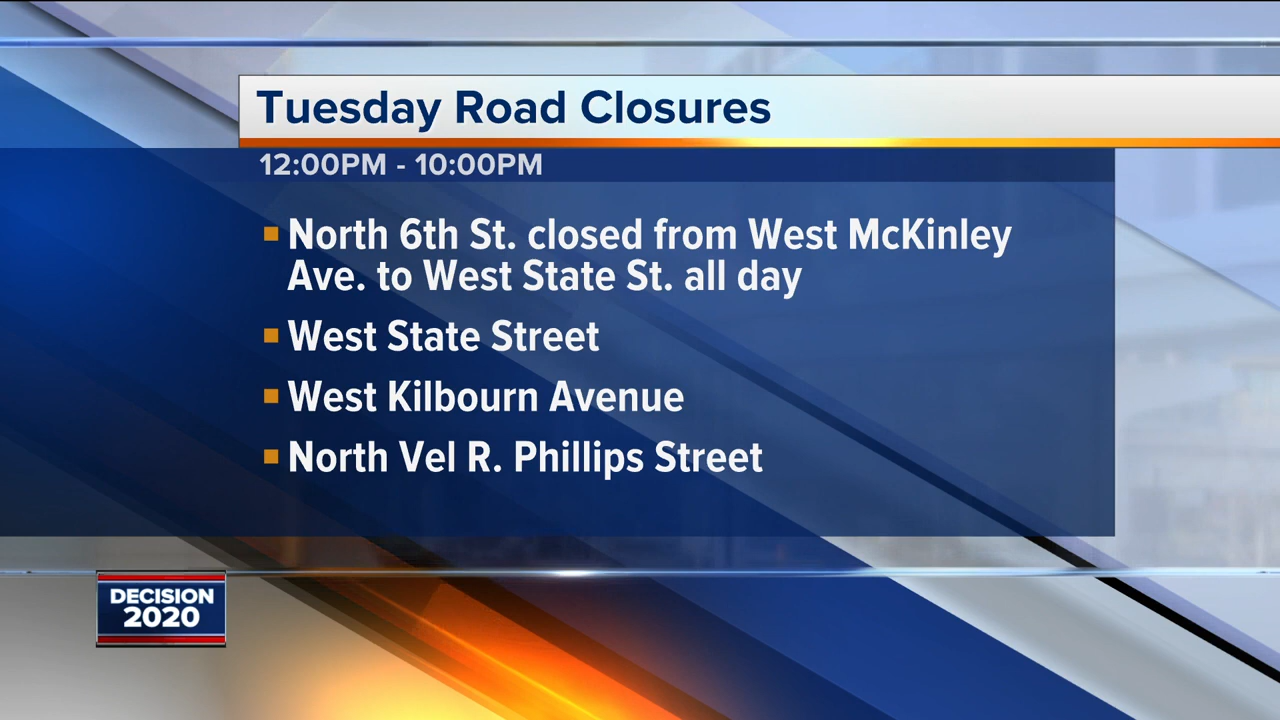 Tuesday Road Closures
12:00PM - 10:00PM
North 6th St. closed from West McKinley
Ave. to West State St. all day
West State Street
West Kilbourn Avenue
North Vel R. Phillips Street
DECISION
2020